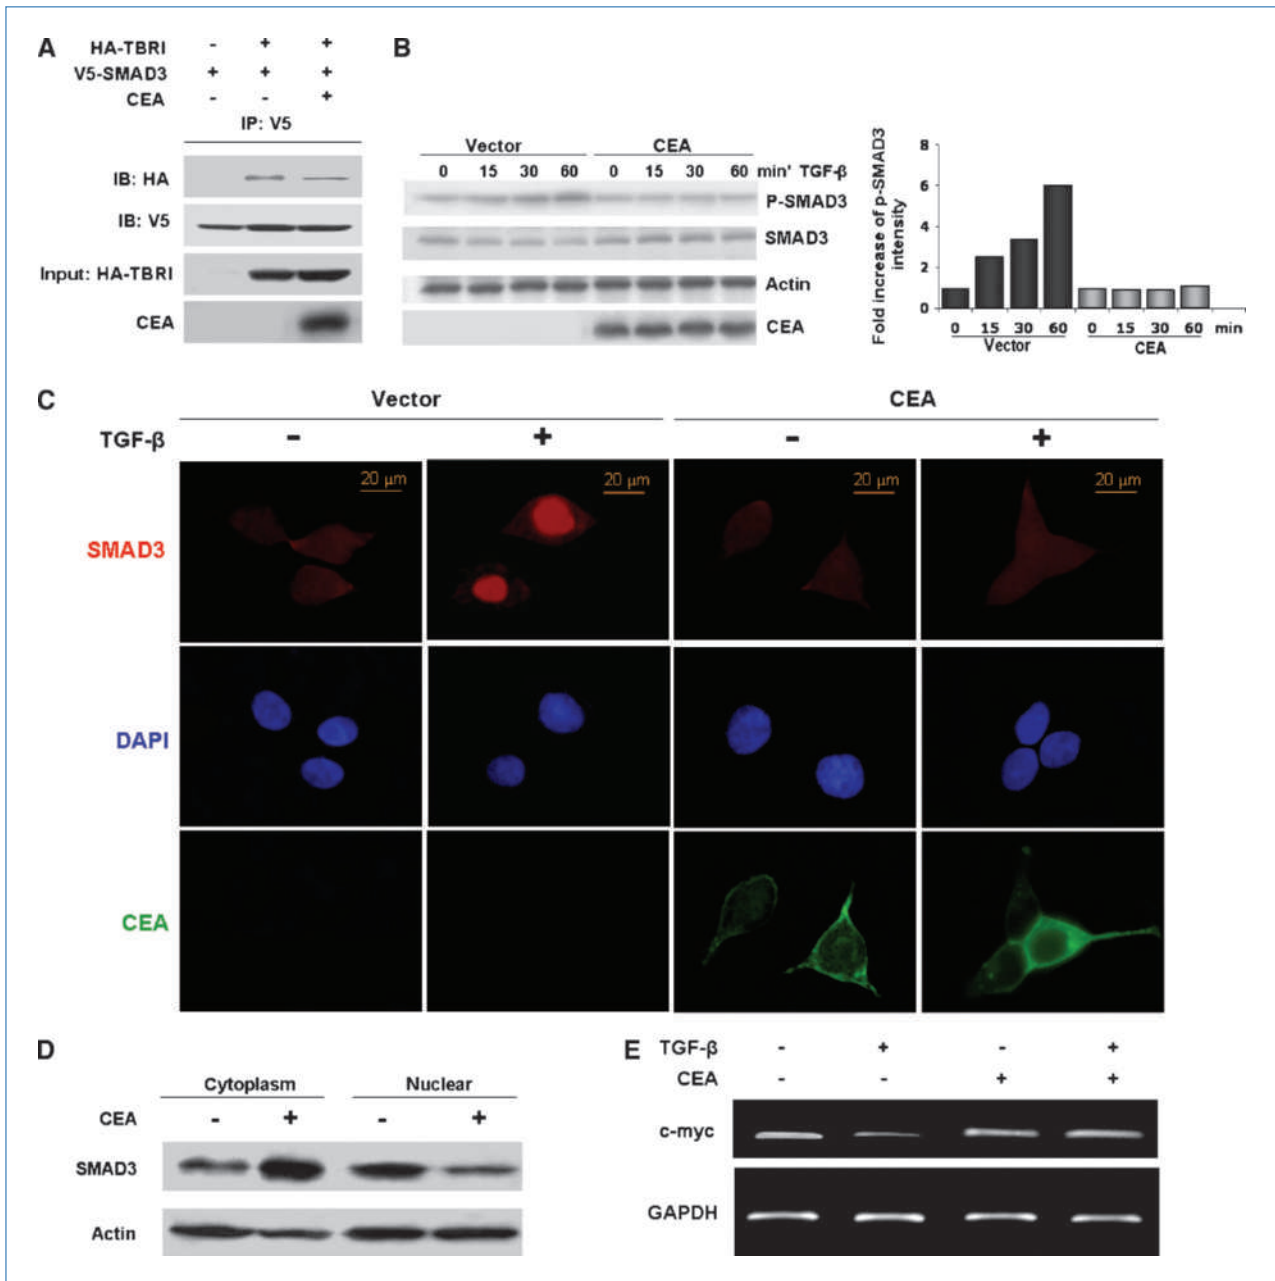 A
HA-TBRI - + +
V5-SMAD3 + + +
CEA - - +
IP: V5
IB: HA
IB: V5
Input: HA-TBRI
CEA
B
Vector CEA
0 15 30 60 0 15 30 60 min' TGF-β
P-SMAD3
SMAD3
Actin
CEA
Fold increase of p-SMAD3
intensity
8
6
4
2
0
0 15 30 60 0 15 30 60 min
Vector CEA
C
Vector CEA
TGF-β - + - +
20 µm 20 µm 20 µm 20 µm
SMAD3
DAPI
CEA
D
Cytoplasm Nuclear
CEA - + - +
SMAD3
Actin
E
TGF-β - + - +
CEA - - + +
c-myc
GAPDH